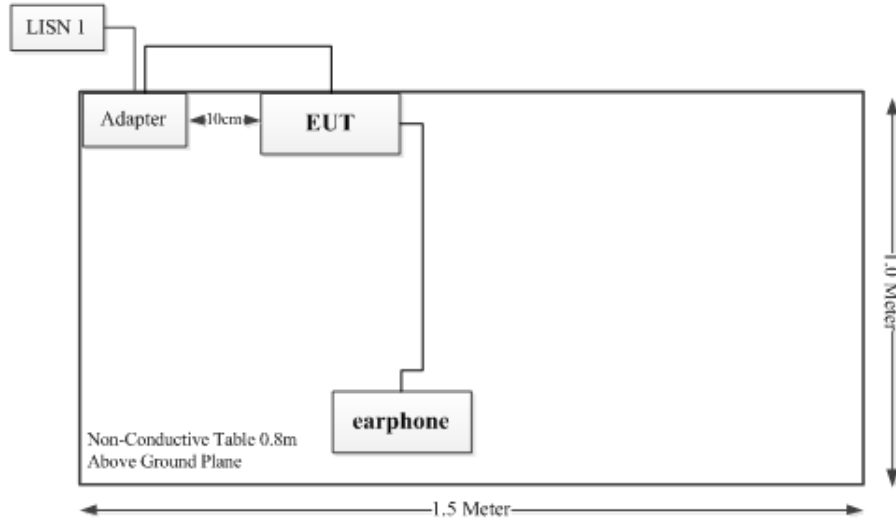 LISN 1
Adapter
10cm
EUT
1.0 Meter
earphone
Non-Conductive Table 0.8m
Above Ground Plane
1.5 Meter